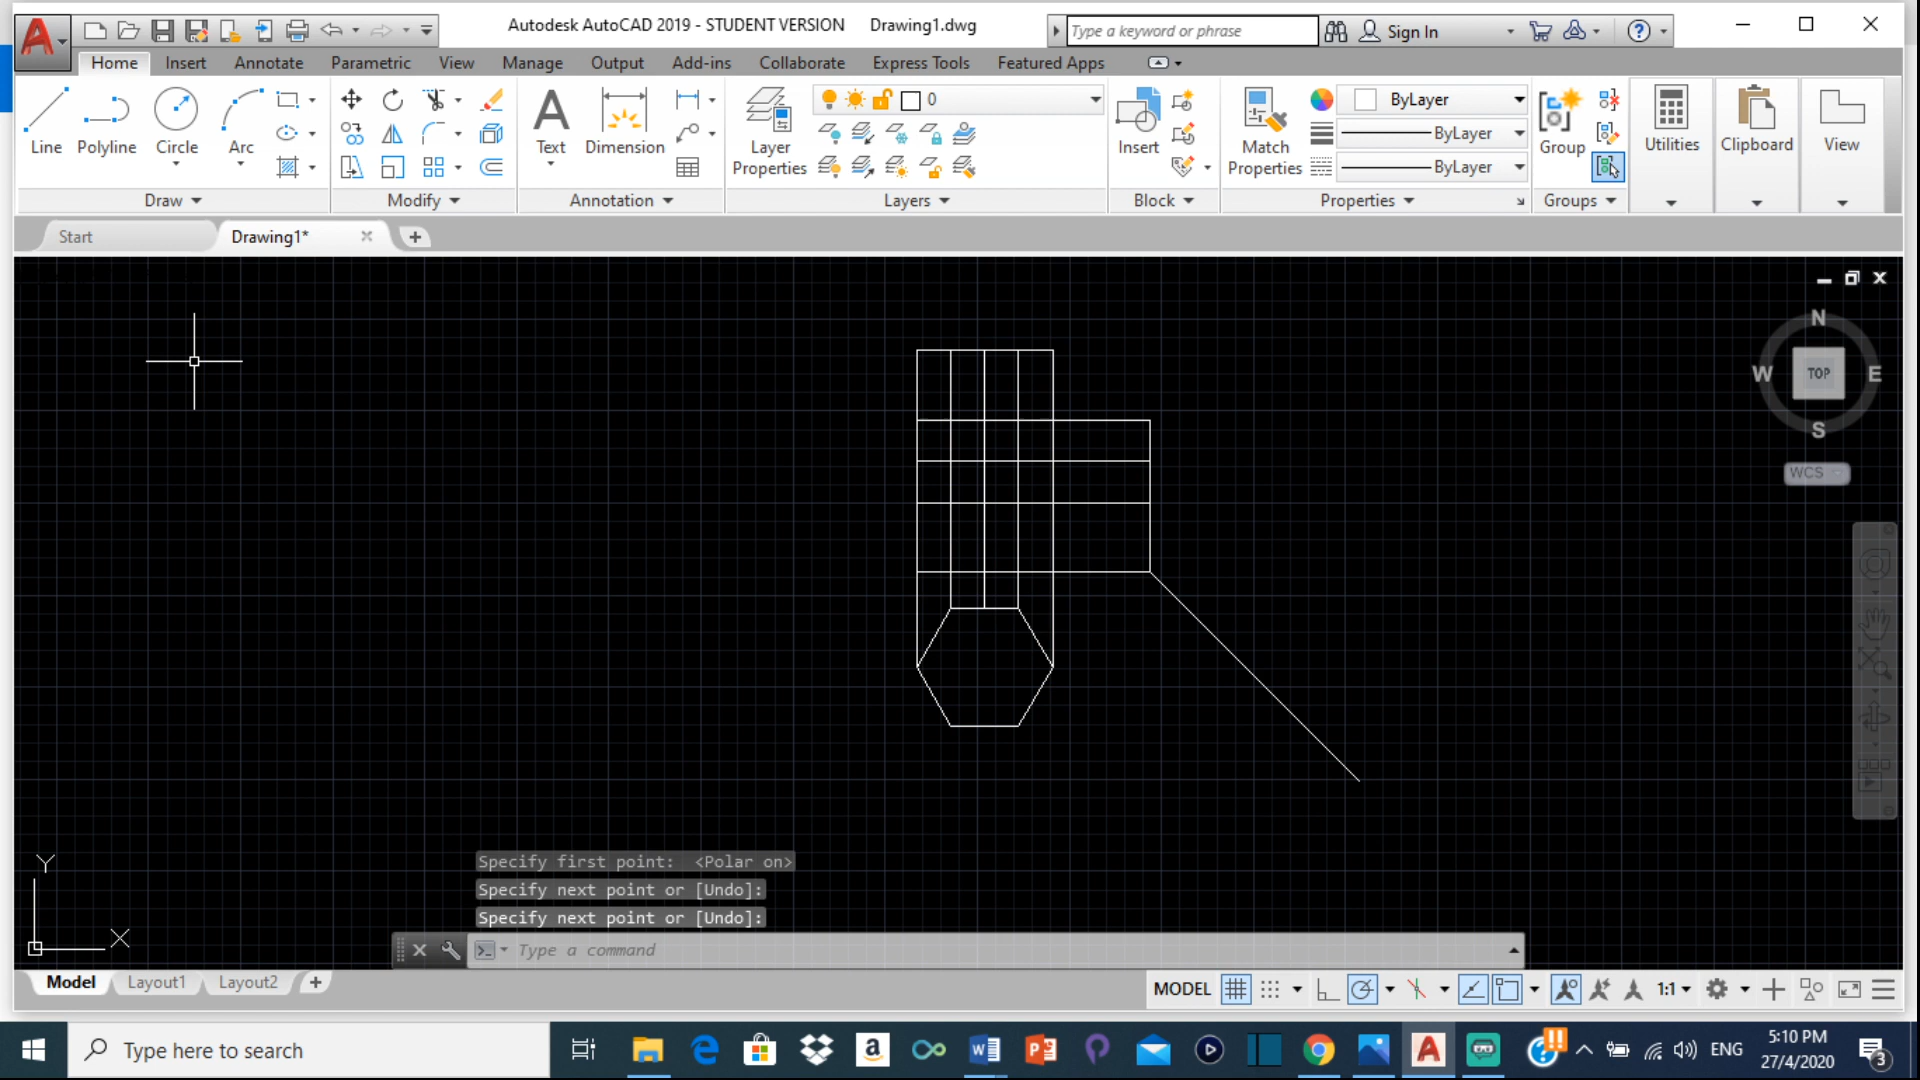 Autodesk AutoCAD 2019 - STUDENT VERSION Drawing1.dwg
Type a keyword or phrase
Sign In
Home Insert Annotate Parametric View Manage Output Add-ins Collaborate Express Tools Featured Apps
Line Polyline Circle Arc
Text Dimension
Layer Properties
0
Insert
Match Properties
ByLayer
ByLayer
ByLayer
Group
Utilities
Clipboard
View
Draw Modify Annotation Layers Block Properties Groups
Start Drawing1*
N
W TOP E
S
WCS
Y
X
Specify first point: <Polar on>
Specify next point or [Undo]:
Specify next point or [Undo]:
Type a command
Model Layout1 Layout2
MODEL 1:1
Type here to search
ENG
5:10 PM
27/4/2020
3